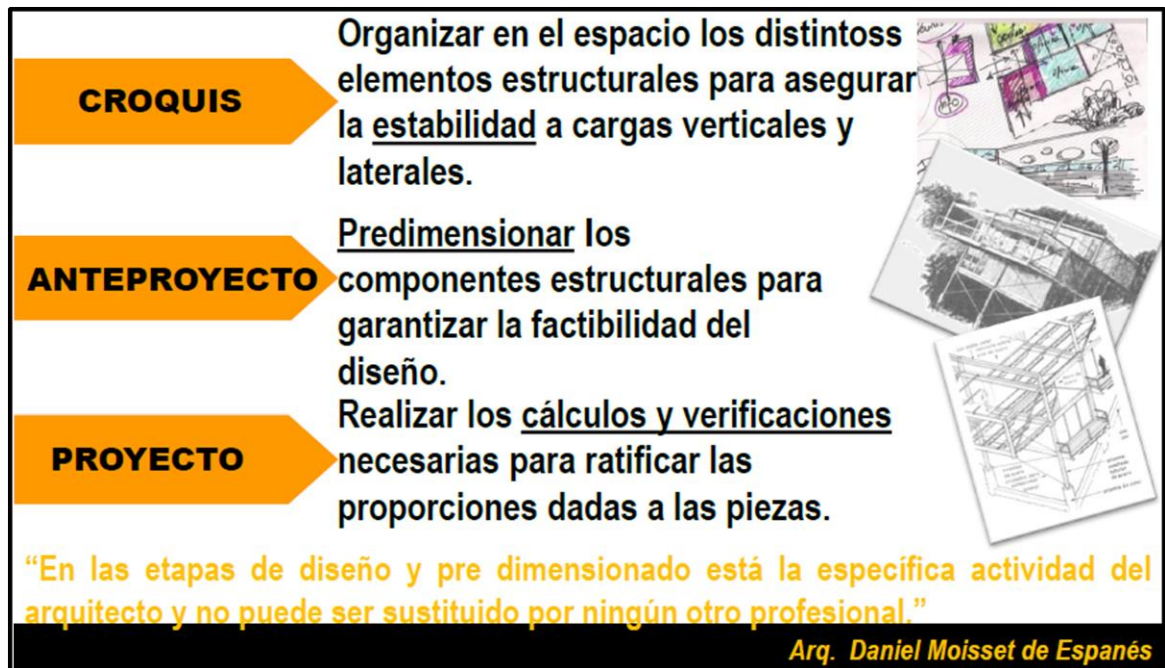 CROQUIS
Organizar en el espacio los distintoss
elementos estructurales para asegurar
la estabilidad a cargas verticales y
laterales.
ANTEPROYECTO
Predimensionar los
componentes estructurales para
garantizar la factibilidad del
diseño.
PROYECTO
Realizar los cálculos y verificaciones
necesarias para ratificar las
proporciones dadas a las piezas.
“En las etapas de diseño y pre dimensionado está la específica actividad del
arquitecto y no puede ser sustituido por ningún otro profesional.”
Arq. Daniel Moisset de Espanés